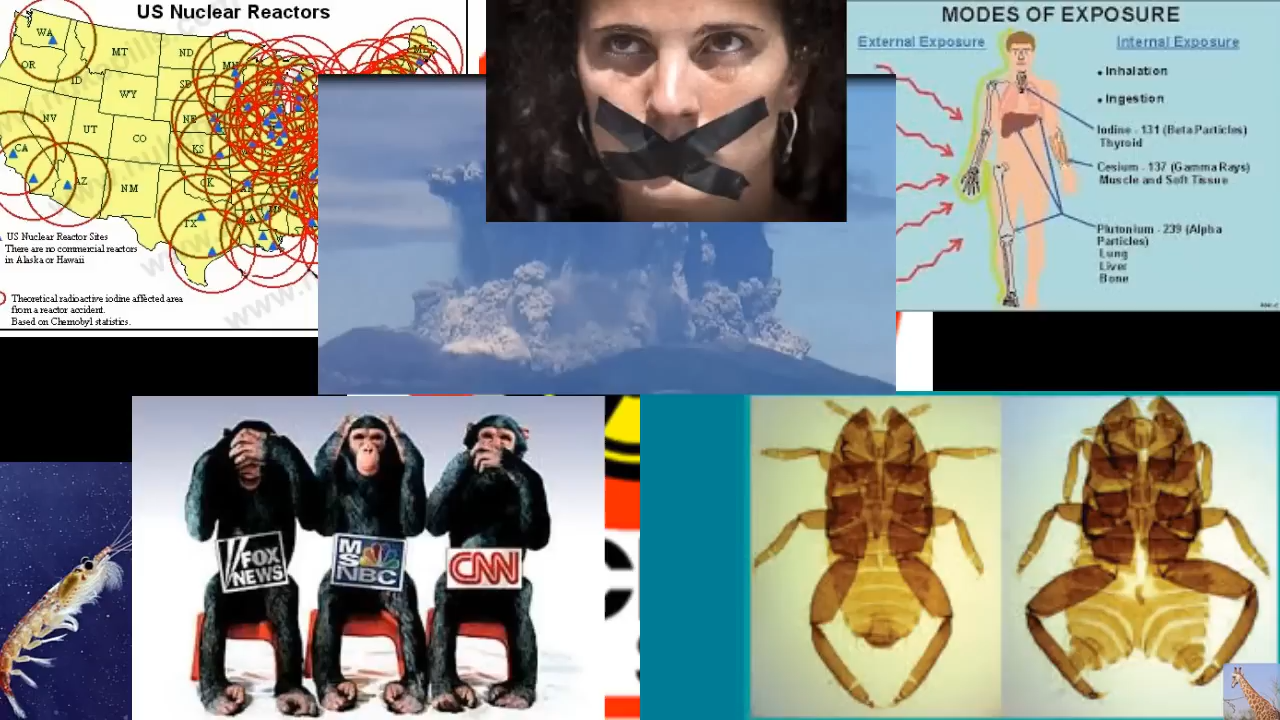 US Nuclear Reactors
WA
MT
ND
OR
ID
SD
WY
NV
NE
UT
CO
CA
KS
AZ
NM
OK
TX
US Nuclear Reactor Sites
There are no commercial reactors
in Alaska or Hawaii
Theoretical radioactive iodine affected area
from a reactor accident.
Based on Chernobyl statistics.
MODES OF EXPOSURE
External Exposure
Internal Exposure
• Inhalation
• Ingestion
Iodine - 131 (Beta Particles)
Thyroid
Cesium - 137 (Gamma Rays)
Muscle and Soft Tissue
Plutonium - 239 (Alpha
Particles)
Lung
Liver
Bone
FOX
NEWS
MSNBC
CNN